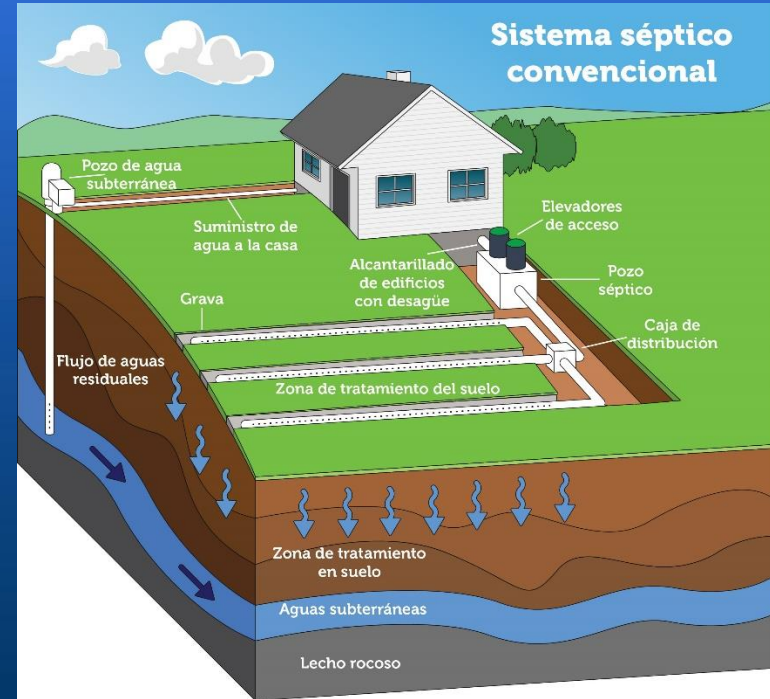 Sistema séptico
convencional
Pozo de agua
subterránea
Suministro de
agua a la casa
Elevadores
de acceso
Alcantarillado
de edificios
con desagüe
Pozo
séptico
Grava
Caja de
distribución
Flujo de aguas
residuales
Zona de tratamiento del suelo
Zona de tratamiento
en suelo
Aguas subterráneas
Lecho rocoso